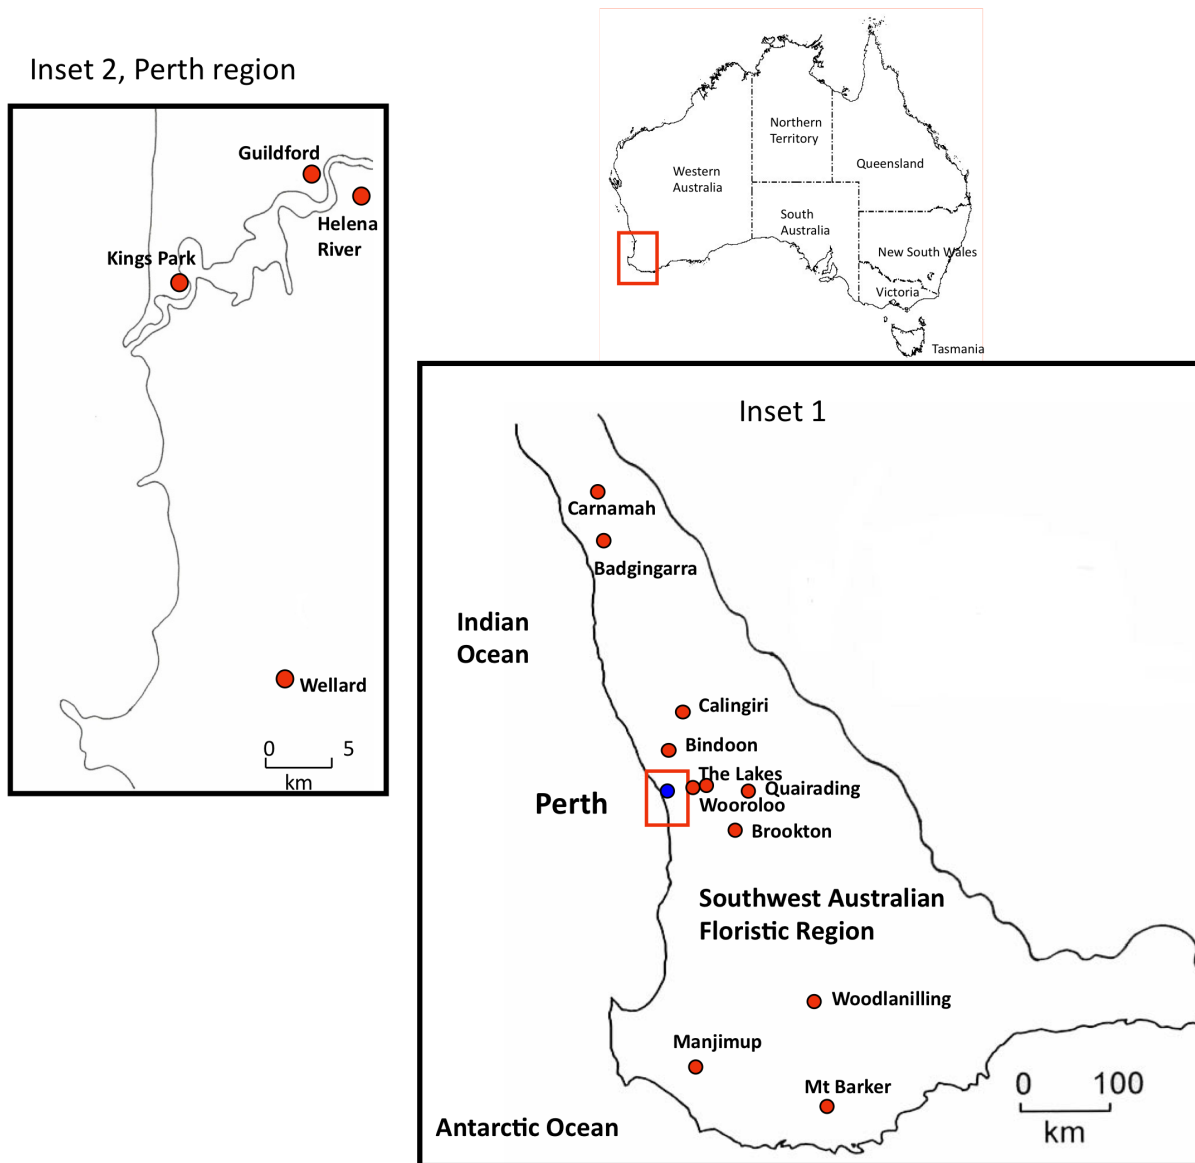 Inset 2, Perth region
Guildford
Helena
River
Kings Park
Wellard
0 5
km
Northern
Territory
Western
Australia
Queensland
South
Australia
New South Wales
Victoria
Tasmania
Inset 1
Carnamah
Badgingarra
Indian
Ocean
Calingiri
Bindoon
The Lakes
Quairading
Perth
Wooroloo
Brookton
Southwest Australian
Floristic Region
Woodlanilling
Manjimup
Mt Barker
0 100
km
Antarctic Ocean